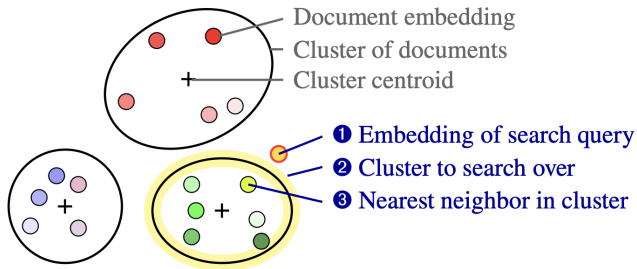 Document embedding
Cluster of documents
Cluster centroid
❶ Embedding of search query
❷ Cluster to search over
❸ Nearest neighbor in cluster